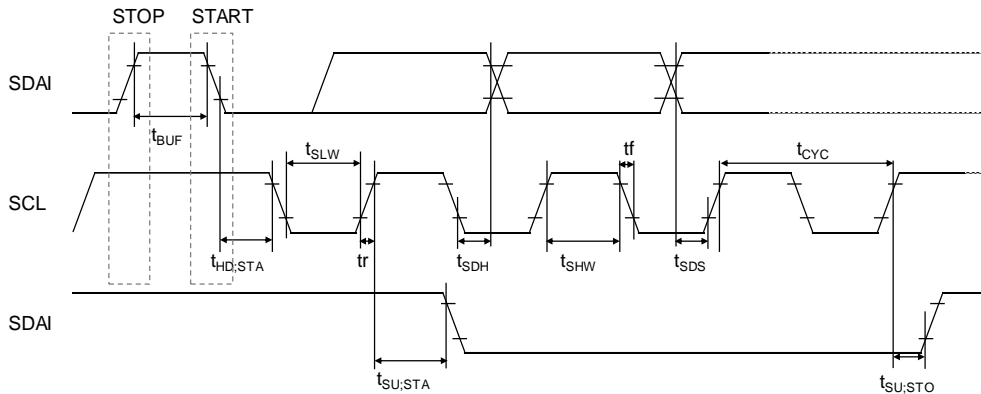 STOP START
SDAI
tBUF
tSLW tf tCYC
SCL
tHD;STA tr tSDH tSHW tSDS
SDAI
tSU;STA tSU;STO